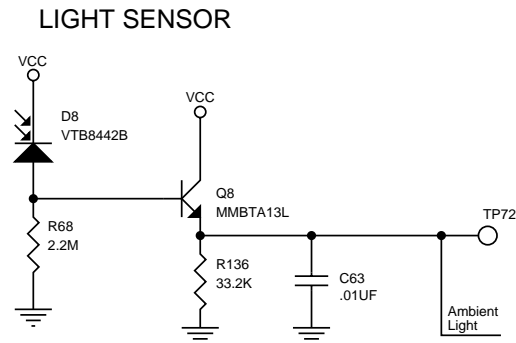 LIGHT SENSOR
VCC
D8
VTB8442B
VCC
Q8
MMBTA13L
TP72
R68
2.2M
R136
33.2K
C63
.01UF
Ambient
Light